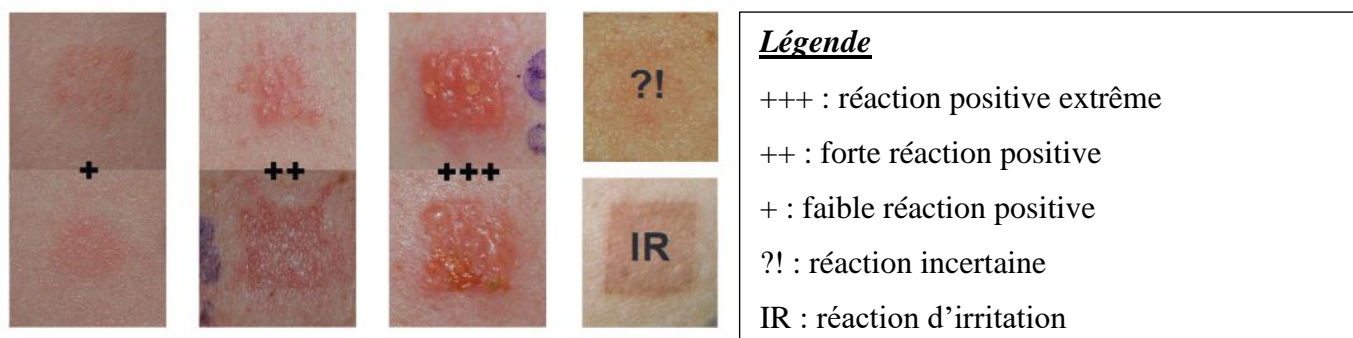 +
++
+++
?!
IR
Légende
+++ : réaction positive extrême
++ : forte réaction positive
+ : faible réaction positive
?! : réaction incertaine
IR : réaction d’irritation